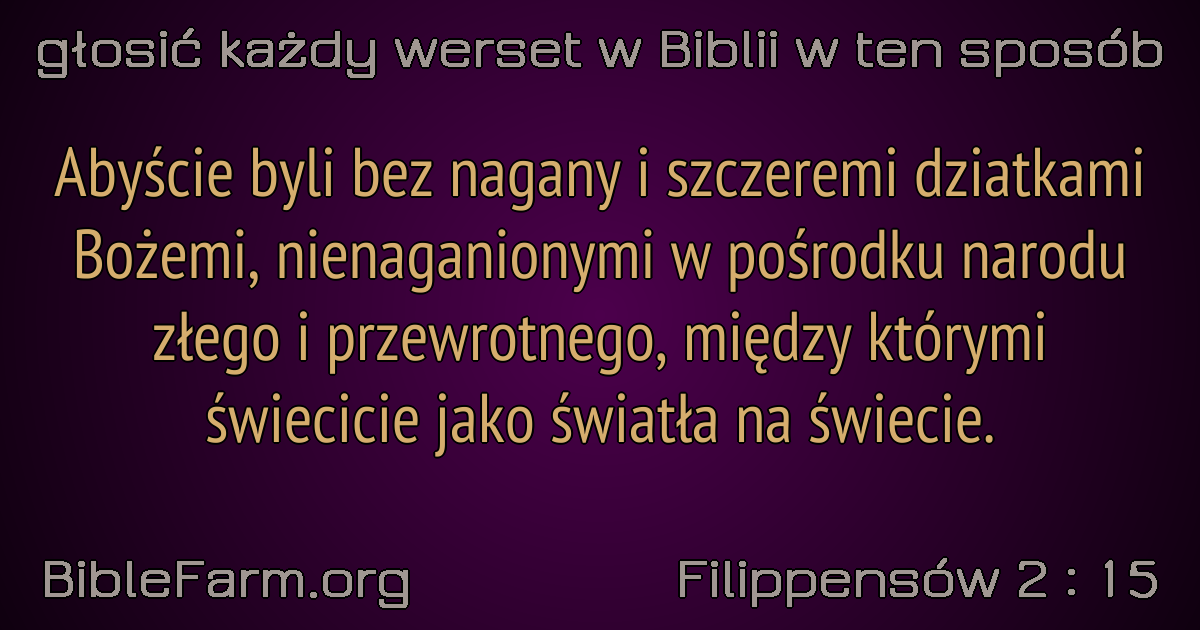 głosić każdy werset w Biblii w ten sposób
Abyście byli bez nagany i szczeremi dziatkami
Bożemi, nienaganionymi w pośrodku narodu
złego i przewrotnego, między którymi
świecicie jako światła na świecie.
BibleFarm.org
Filippensów 2 : 15